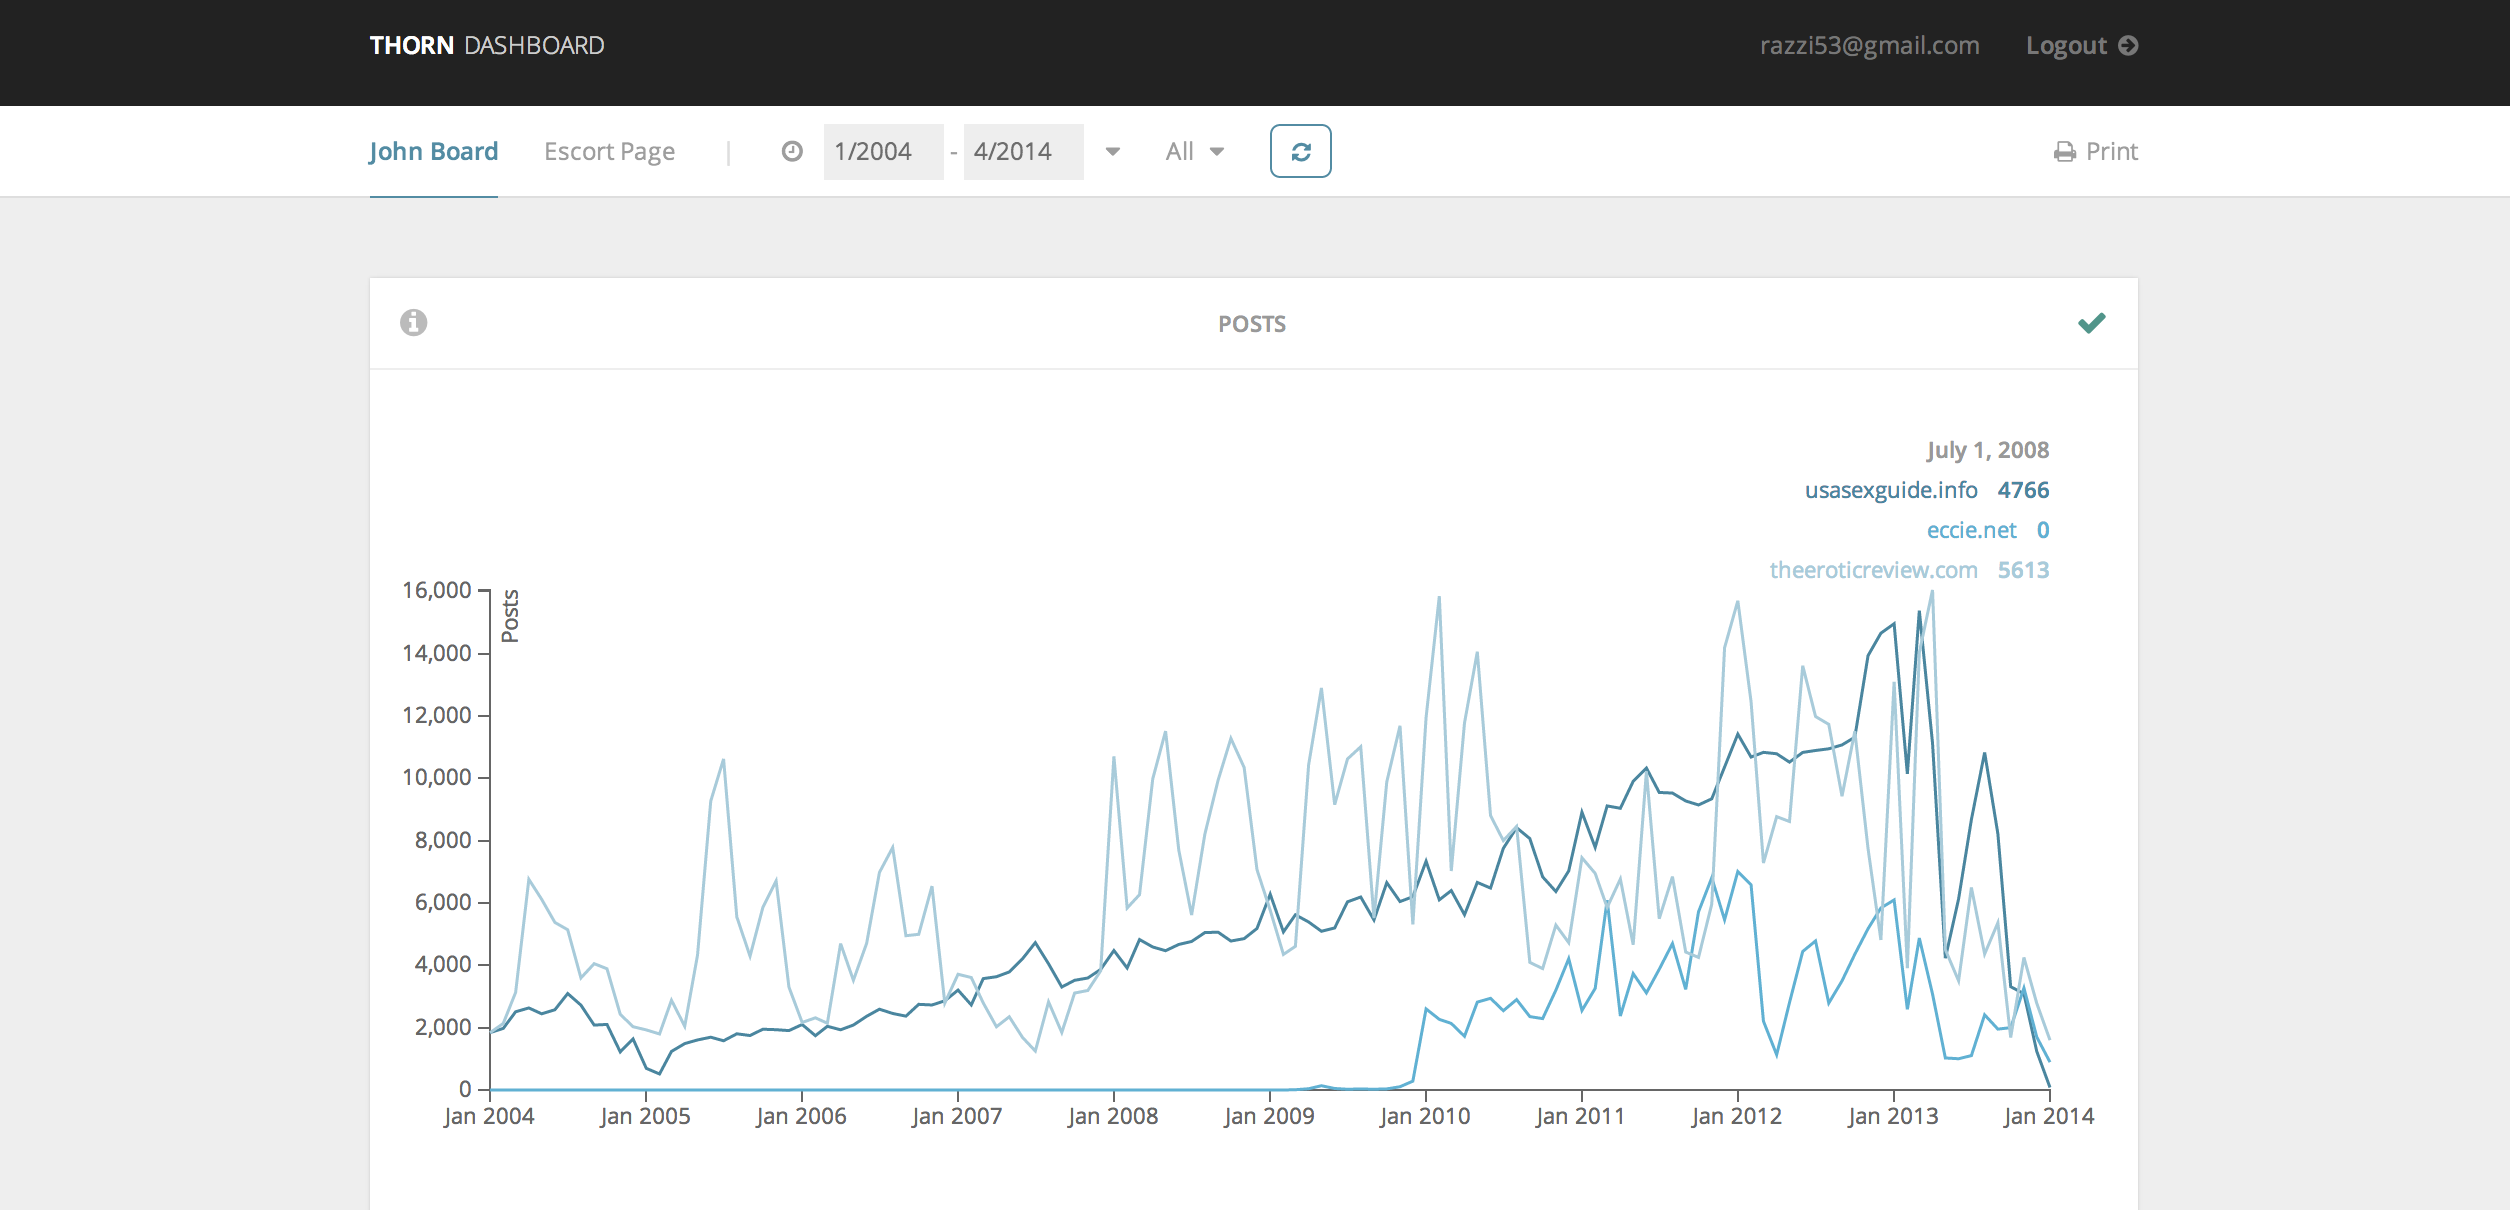 THORN DASHBOARD
razzi53@gmail.com
Logout
John Board
Escort Page
|
1/2004 - 4/2014
All
Print
POSTS
July 1, 2008
usasexguide.info 4766
eccie.net 0
theeroticreview.com 5613
Posts
16,000
14,000
12,000
10,000
8,000
6,000
4,000
2,000
0
Jan 2004
Jan 2005
Jan 2006
Jan 2007
Jan 2008
Jan 2009
Jan 2010
Jan 2011
Jan 2012
Jan 2013
Jan 2014